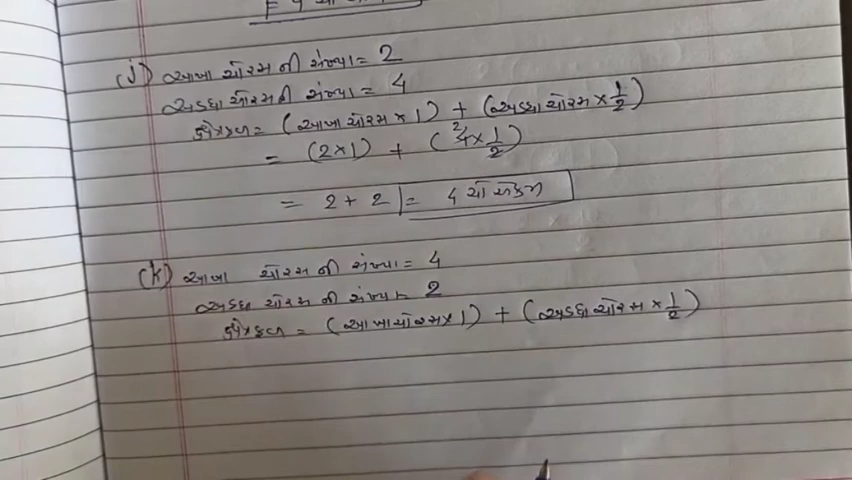 (j) આખા ચોરસ ની સંખ્યા = 2
અડધા ચોરસની સંખ્યા = 4
ક્ષેત્રફળ = (આખા ચોરસ × 1) + (અડધા ચોરસ × 1/2)
= (2 × 1) + (4 × 1/2)
= 2 + 2 = 4 ચો એકમ
(k) આખા ચોરસ ની સંખ્યા = 4
અડધા ચોરસ ની સંખ્યા = 2
ક્ષેત્રફળ = (આખા ચોરસ × 1) + (અડધા ચોરસ × 1/2)